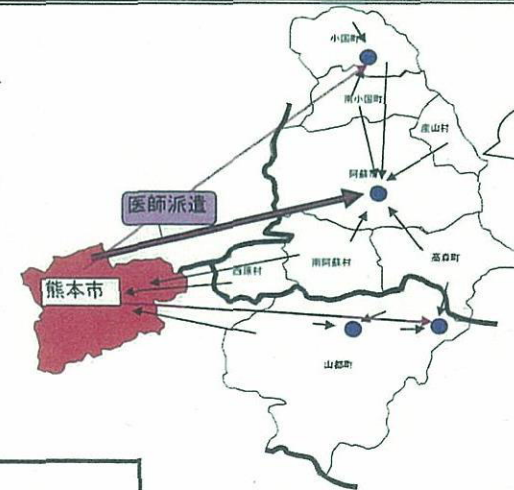 小国町
南小国町
産山村
阿蘇市
医師派遣
西原村
南阿蘇村
高森町
熊本市
山都町